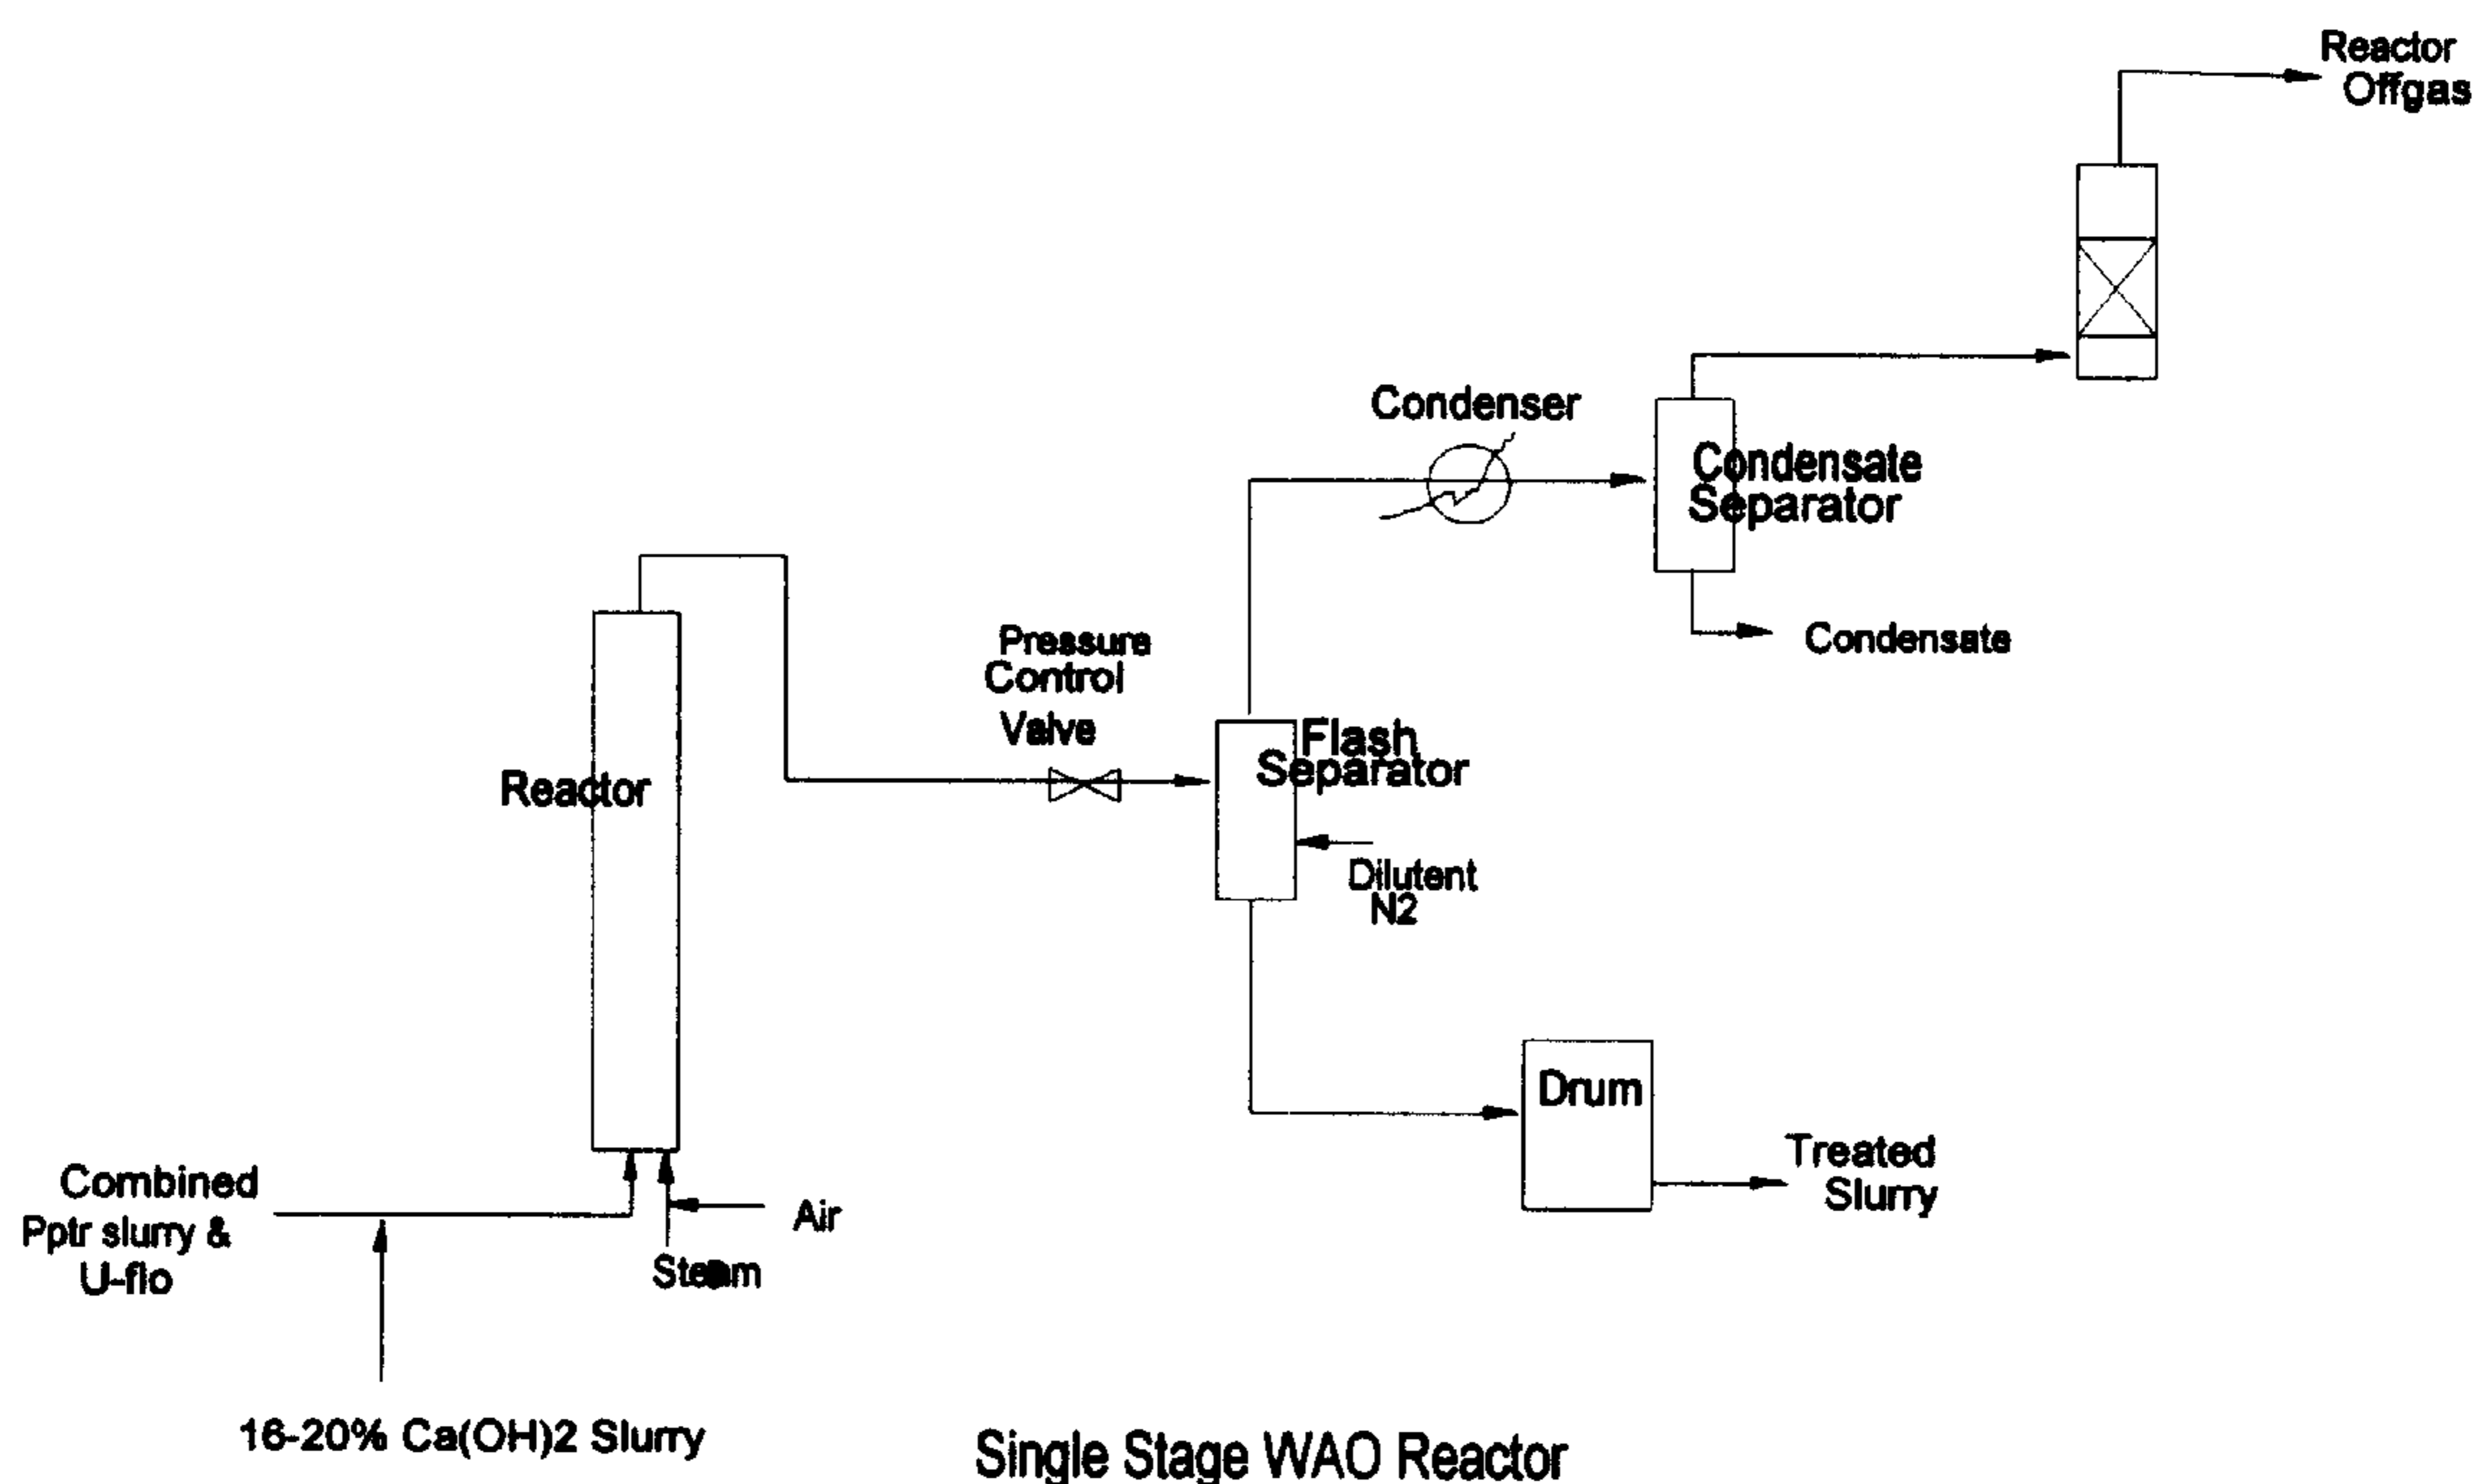 Reactor
Offgas
Condenser
Condensate
Separator
Condensate
Pressure
Control
Valve
Flash
Separator
Reactor
Dilutent
N2
Drum
Treated
Slurry
Combined
Pptr slurry &
U-flo
Air
Steam
16-20% Ca(OH)2 Slurry
Single Stage WAO Reactor